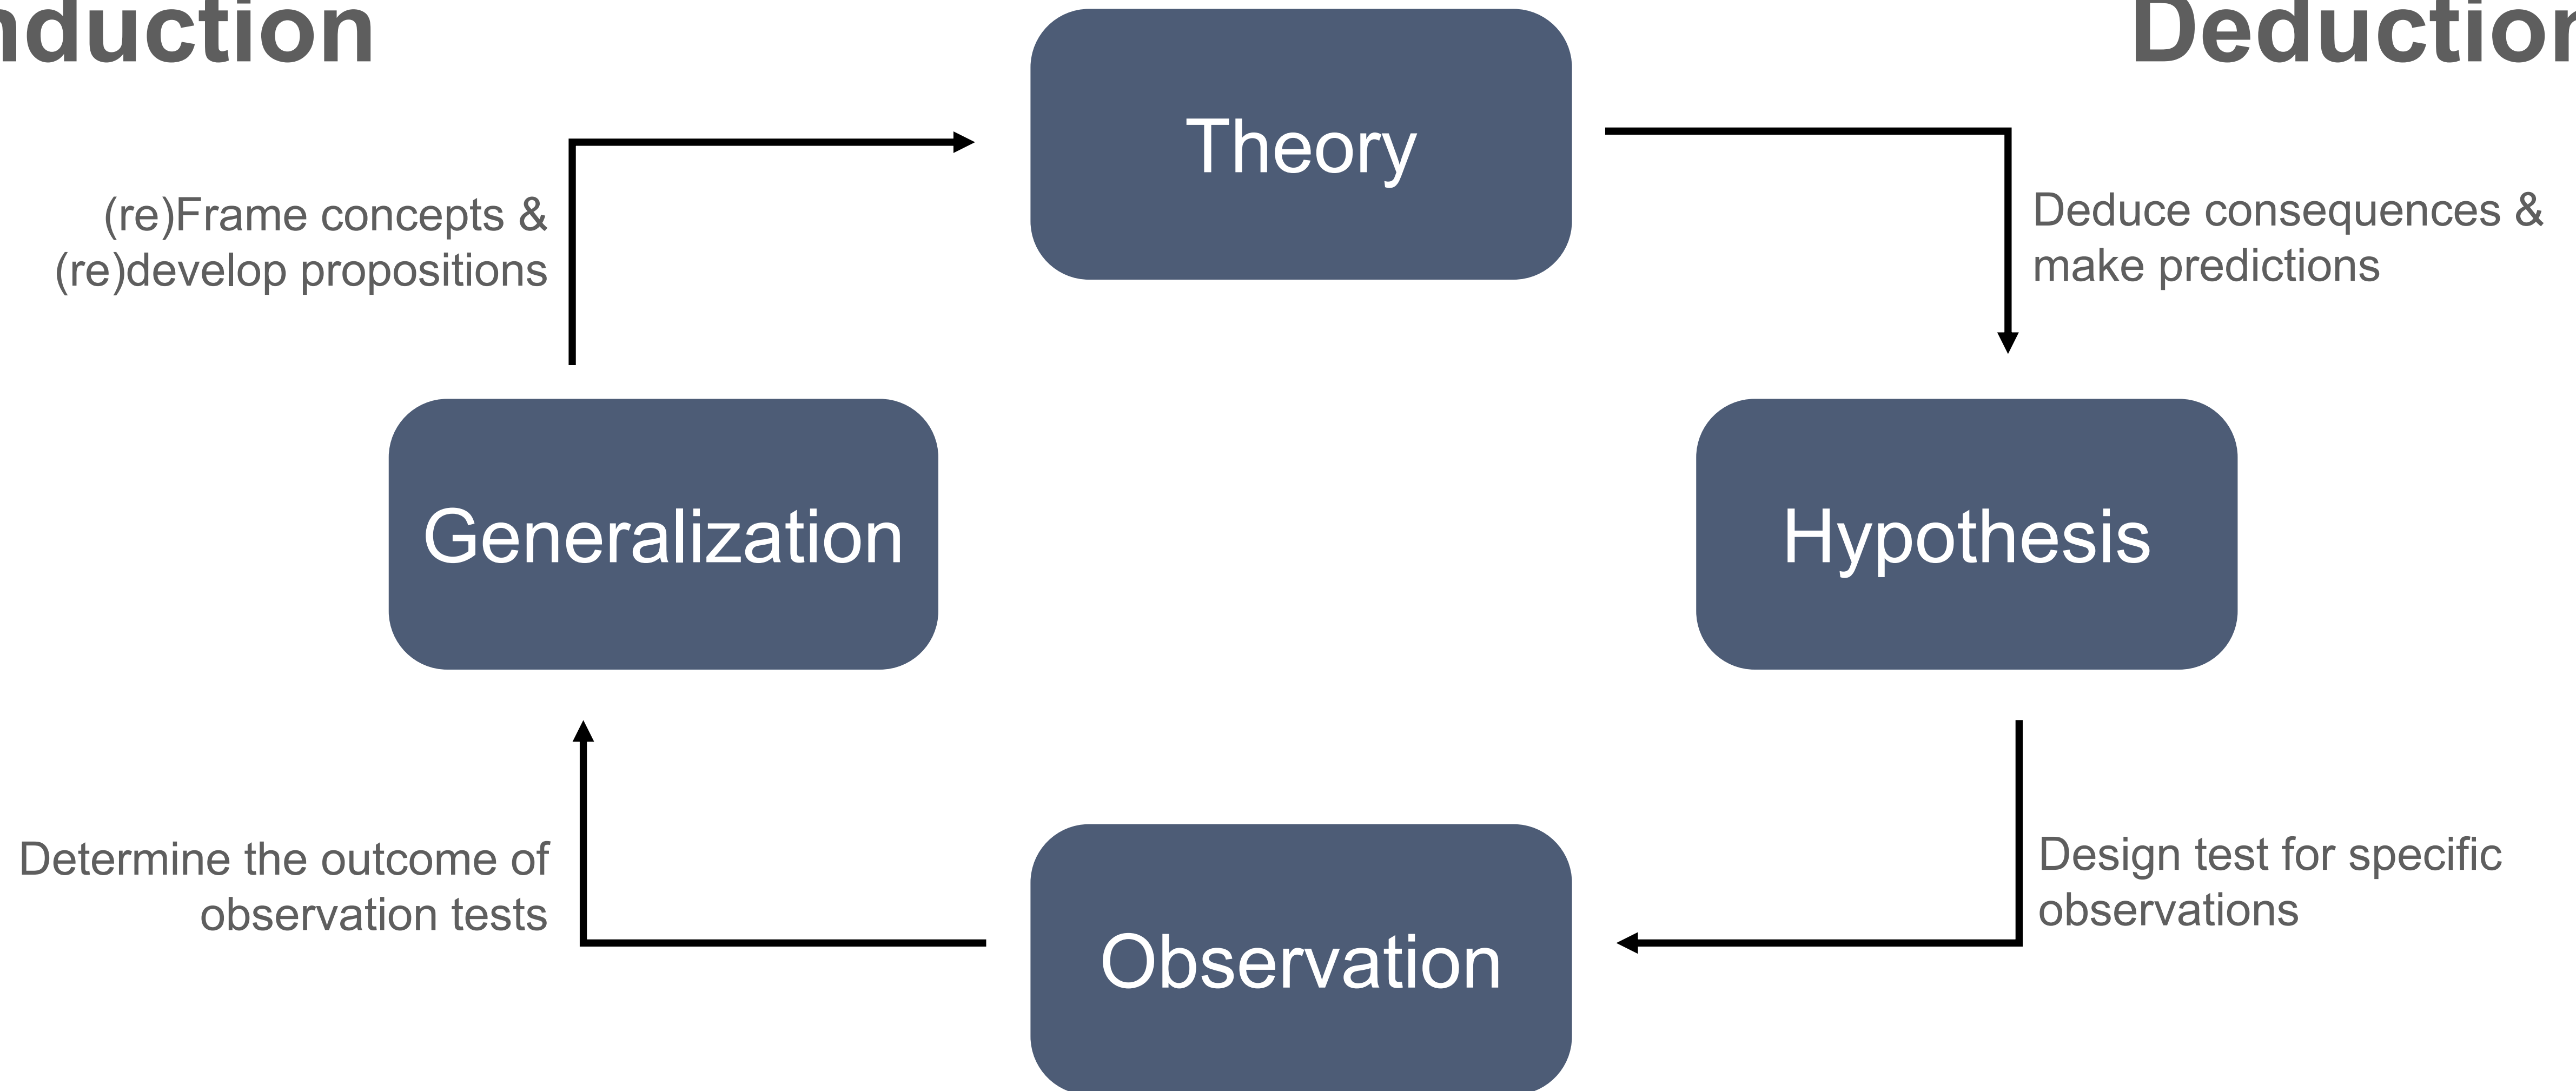 nduction
Deduction
Theory
(re)Frame concepts &
(re)develop propositions
Deduce consequences &
make predictions
Generalization
Hypothesis
Determine the outcome of
observation tests
Design test for specific
observations
Observation